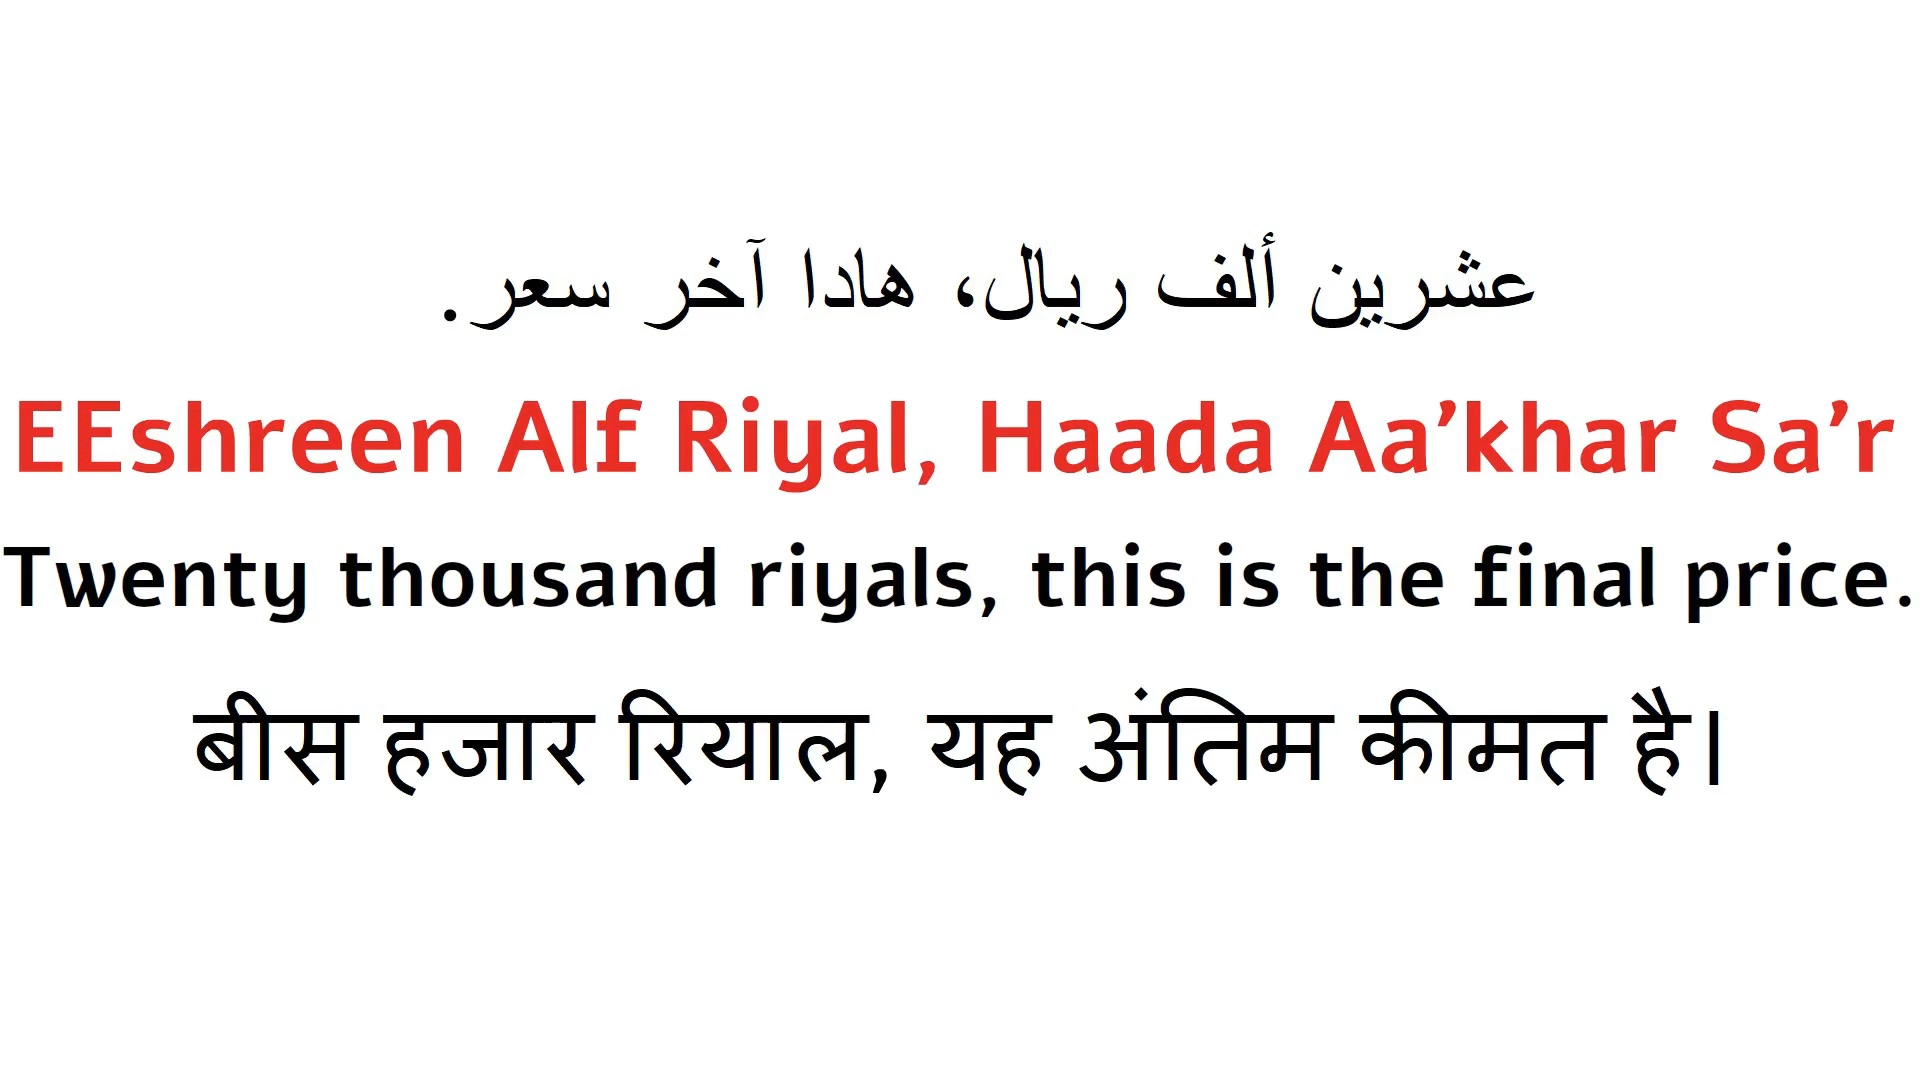 عشرين ألف ريال، هادا آخر سعر.
EEshreen Alf Riyal, Haada Aa’khar Sa’r
Twenty thousand riyals, this is the final price.
बीस हजार रियाल, यह अंतिम कीमत है।